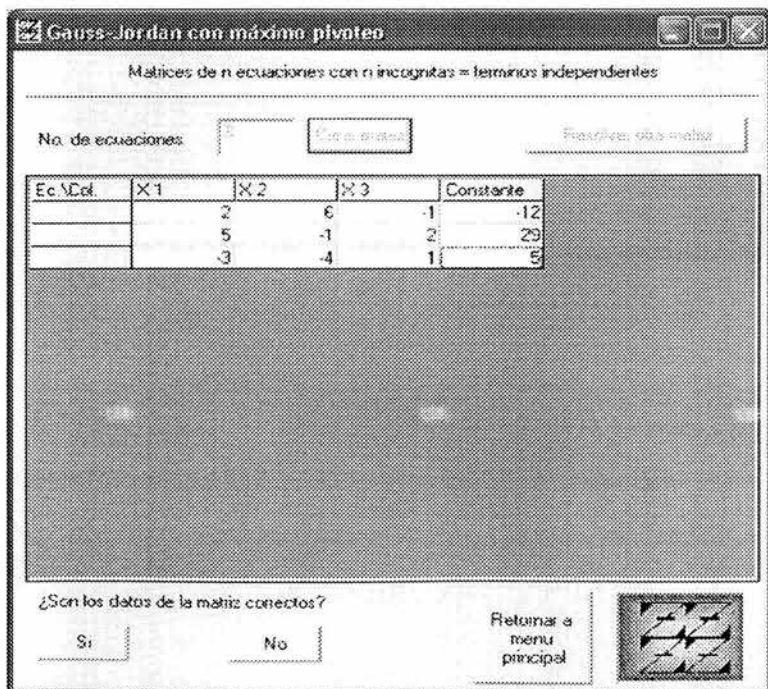 Gauss-Jordan con máximo pivoteo
Matrices de n ecuaciones con n incognitas = terminos independientes
No. de ecuaciones 3
Ec.\Col. X 1 X 2 X 3 Constante
2 6 -1 -12
5 -1 2 29
-3 -4 1 5
¿Son los datos de la matriz correctos?
Si No
Retornar a
menu
principal